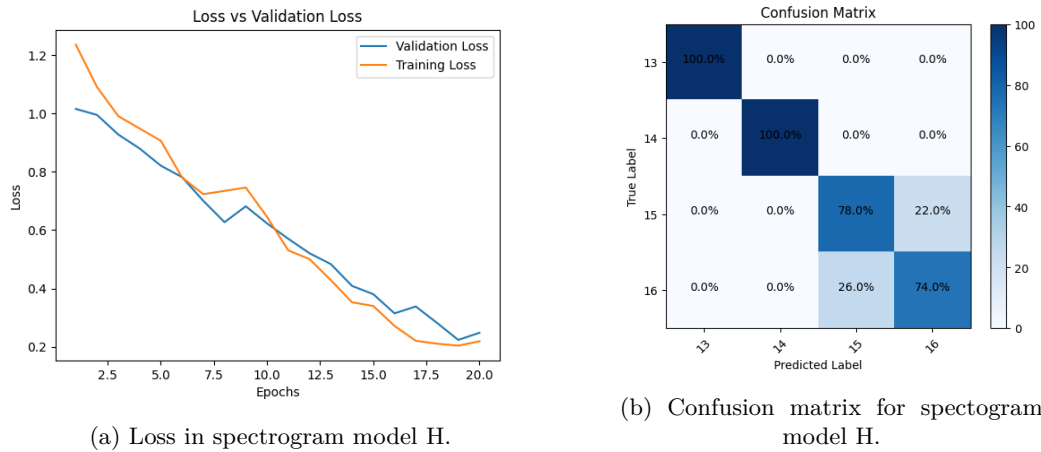 Loss vs Validation Loss
Validation Loss
Training Loss
1.2
1.0
0.8
0.6
0.4
0.2
Loss
2.5 5.0 7.5 10.0 12.5 15.0 17.5 20.0
Epochs
(a) Loss in spectrogram model H.
Confusion Matrix
True Label
13 100.0% 0.0% 0.0% 0.0%
14 0.0% 100.0% 0.0% 0.0%
15 0.0% 0.0% 78.0% 22.0%
16 0.0% 0.0% 26.0% 74.0%
13 14 15 16
Predicted Label
100
80
60
40
20
0
(b) Confusion matrix for spectogram
model H.